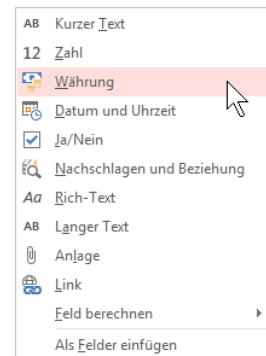 AB Kurzer Text
12 Zahl
Währung
Datum und Uhrzeit
Ja/Nein
Nachschlagen und Beziehung
Aa Rich-Text
AB Langer Text
Anlage
Link
Feld berechnen
Als Felder einfügen